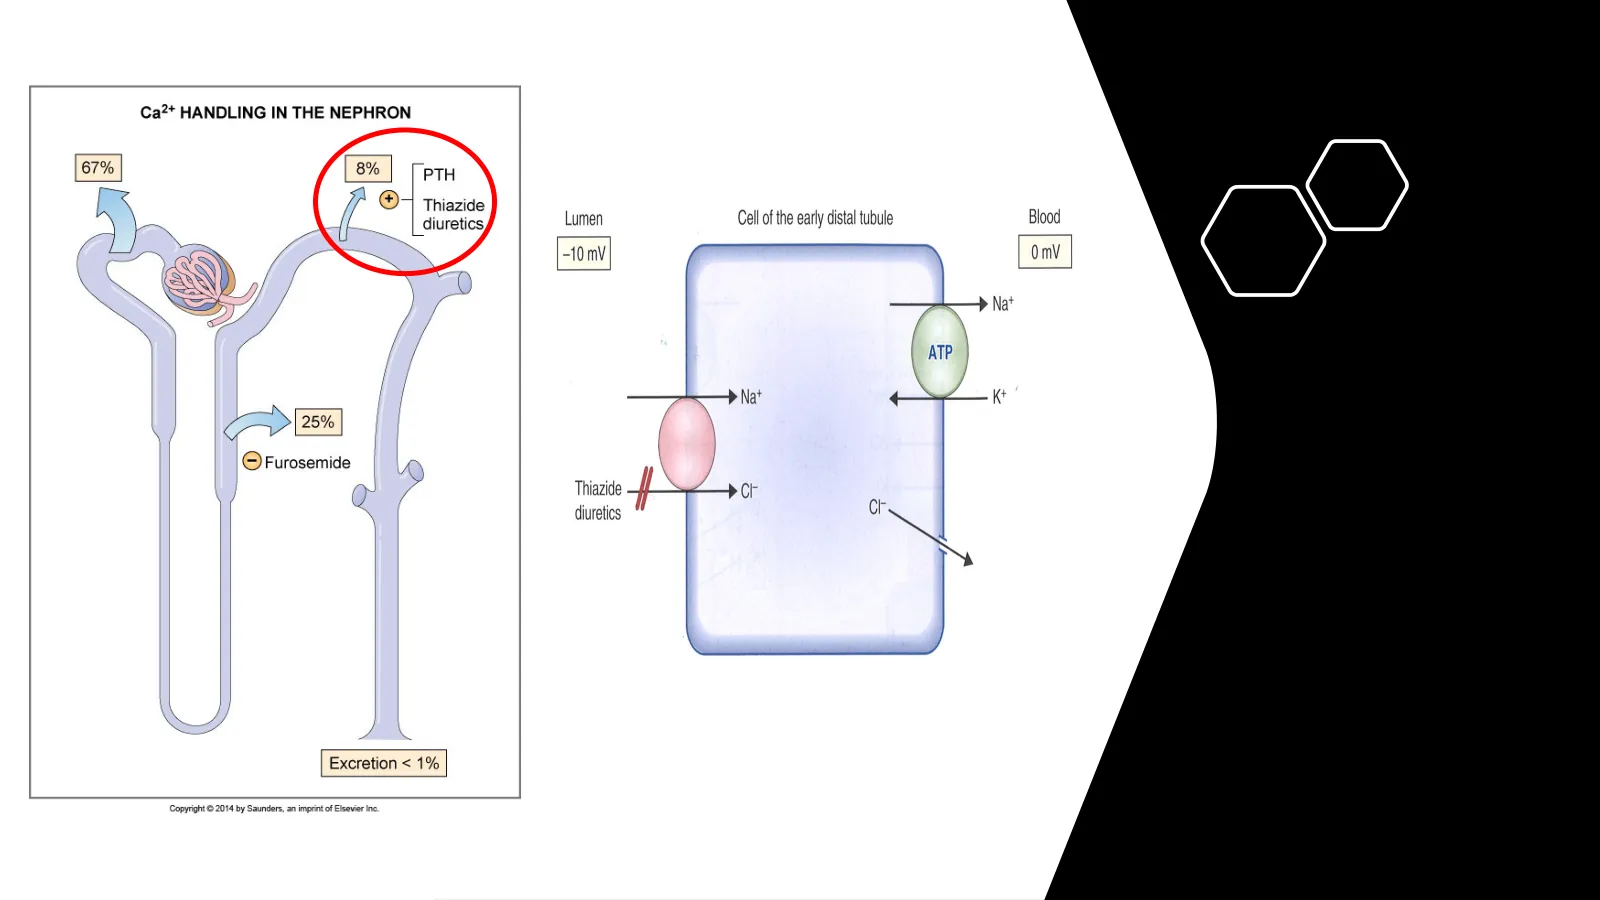 Ca²⁺ HANDLING IN THE NEPHRON
67%
8%
+
PTH
Thiazide
diuretics
25%
− Furosemide
Excretion < 1%
Copyright © 2014 by Saunders, an imprint of Elsevier Inc.
Lumen
Cell of the early distal tubule
Blood
–10 mV
0 mV
Na⁺
ATP
Na⁺
K⁺
Thiazide
diuretics
Cl⁻
Cl⁻